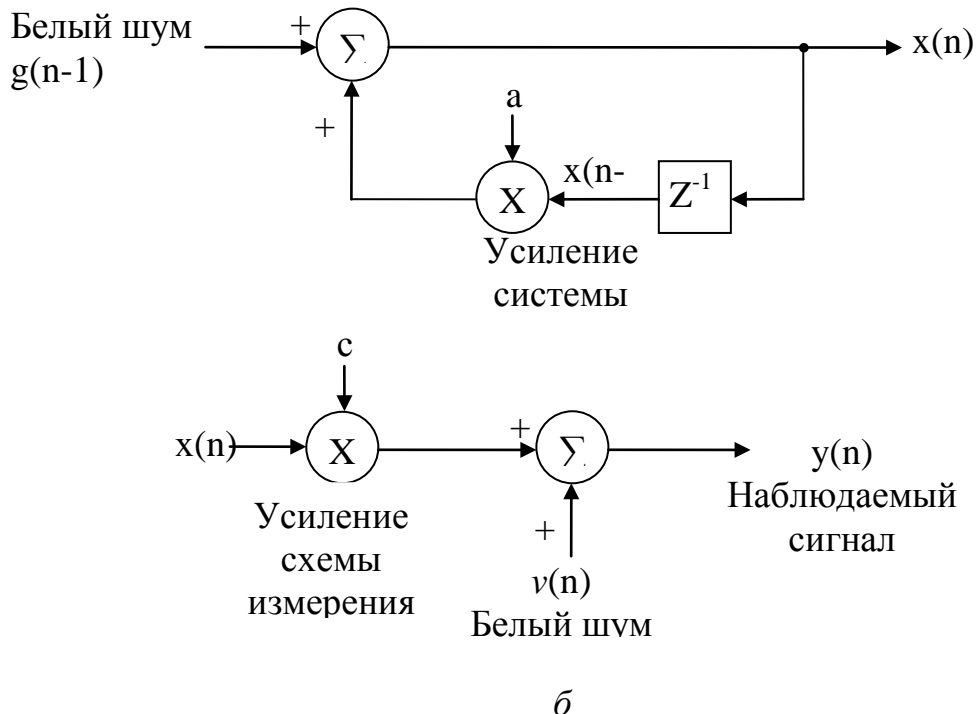 Белый шум
g(n-1)
+
Σ
x(n)
+
a
X
x(n-
Z⁻¹
Усиление
системы
c
x(n)
X
+
Σ
y(n)
Наблюдаемый
сигнал
Усиление
схемы
измерения
+
v(n)
Белый шум
б